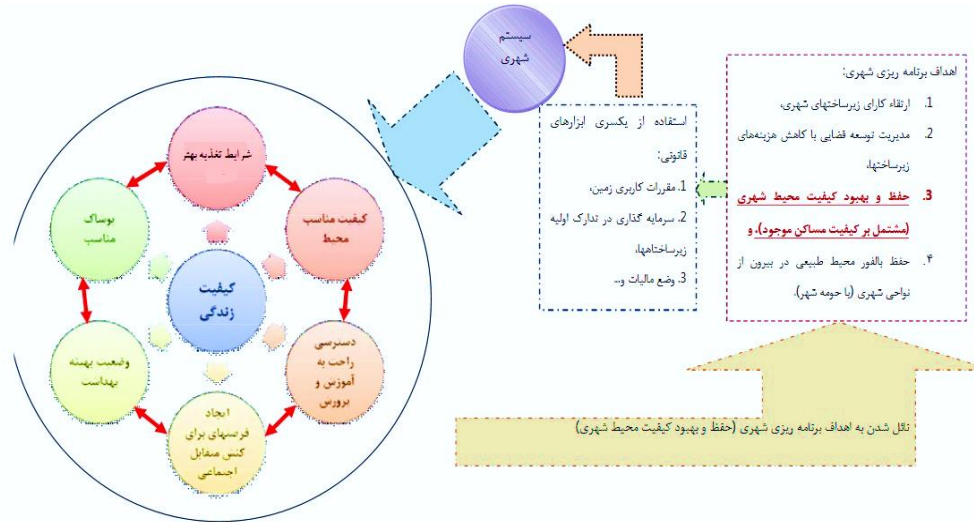 اهداف برنامه ریزی شهری:
1. ارتقاء کارای زیرساختهای شهری،
2. مدیریت توسعه قضایی با کاهش هزینه‌های
زیرساختها،
3. حفظ و بهبود کیفیت محیط شهری
(مشتمل بر کیفیت مساکن موجود)، و
۴. حفظ بالفور محیط طبیعی در بیرون از
نواحی شهری (یا حومه شهر).
استفاده از یکسری ابزارهای
قانونی:
1. مقررات کاربری زمین،
2. سرمایه گذاری در تدارک اولیه
زیرساختاهها،
3. وضع مالیات و...
سیستم
شهری
نائل شدن به اهداف برنامه ریزی شهری (حفظ و بهبود کیفیت محیط شهری)
کیفیت
زندگی
شرایط تغذیه بهتر
کیفیت مناسب
محیط
دسترسی
راحت به
آموزش و
پرورش
ایجاد
فرصتهای برای
کنش متقابل
اجتماعی
وضعیت بهینه
بهداست
پوساک
مناسب